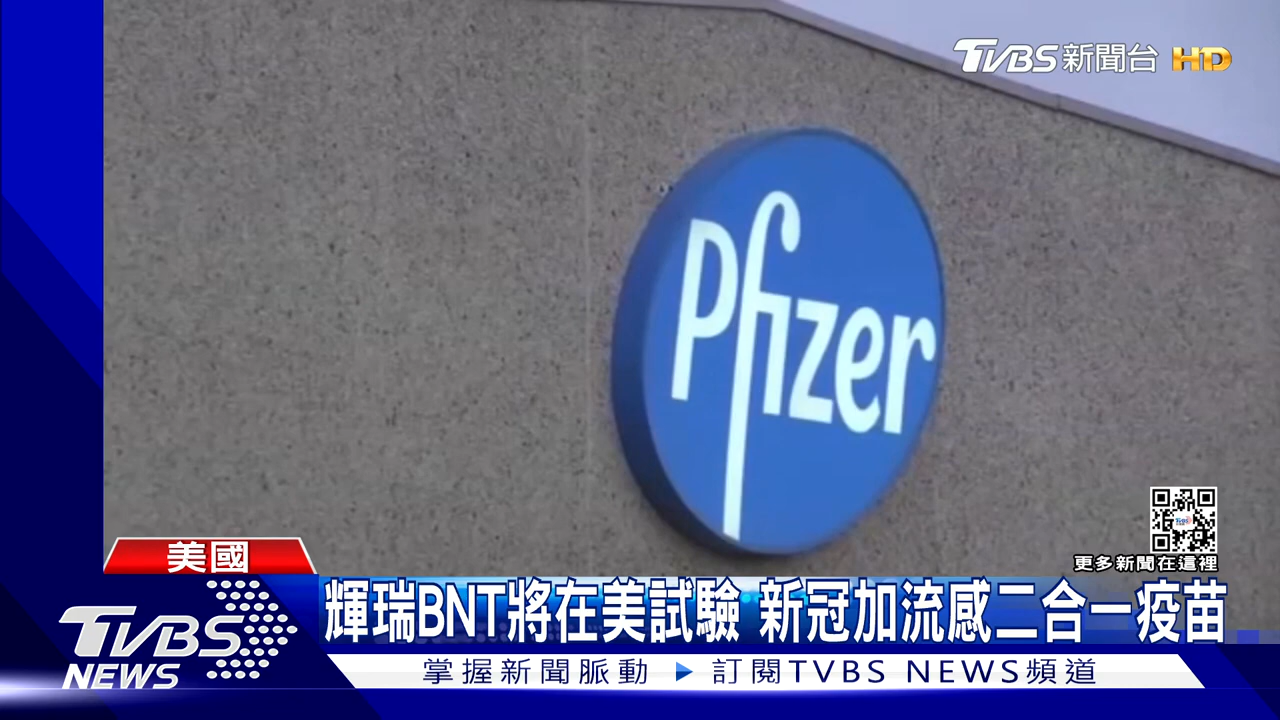 TVBS新聞台 HD
Pfizer
更多新聞在這裡
美國
輝瑞BNT將在美試驗 新冠加流感二合一疫苗
TVBS NEWS
掌握新聞脈動 ▶ 訂閱TVBS NEWS頻道